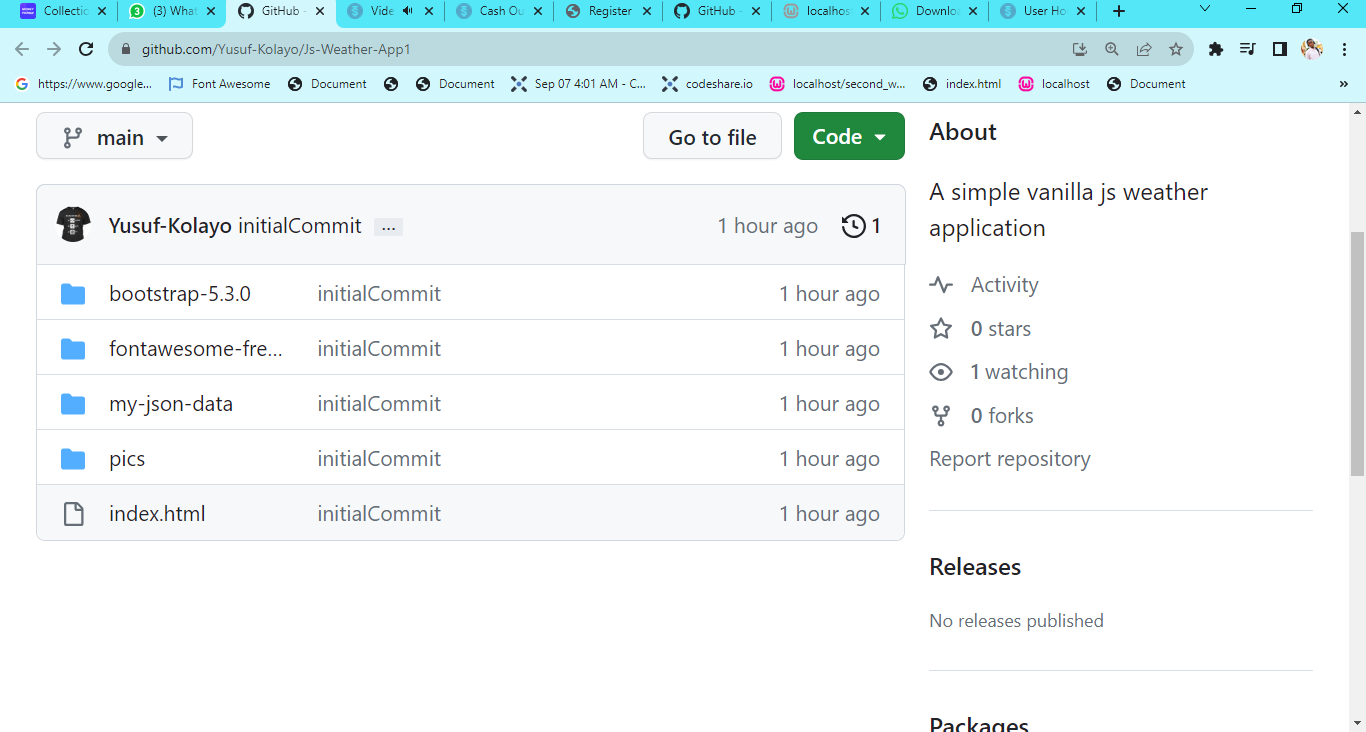 Collectio
(3) What
GitHub -
Vide
Cash Ou
Register
GitHub -
localhos
Downlo
User Ho
github.com/Yusuf-Kolayo/Js-Weather-App1
https://www.google...
Font Awesome
Document
Document
Sep 07 4:01 AM - C...
codeshare.io
localhost/second_w...
index.html
localhost
Document
»
main
Go to file
Code
Yusuf-Kolayo initialCommit ... 1 hour ago 1
bootstrap-5.3.0 initialCommit 1 hour ago
fontawesome-fre... initialCommit 1 hour ago
my-json-data initialCommit 1 hour ago
pics initialCommit 1 hour ago
index.html initialCommit 1 hour ago
About
A simple vanilla js weather
application
Activity
0 stars
1 watching
0 forks
Report repository
Releases
No releases published
Packages